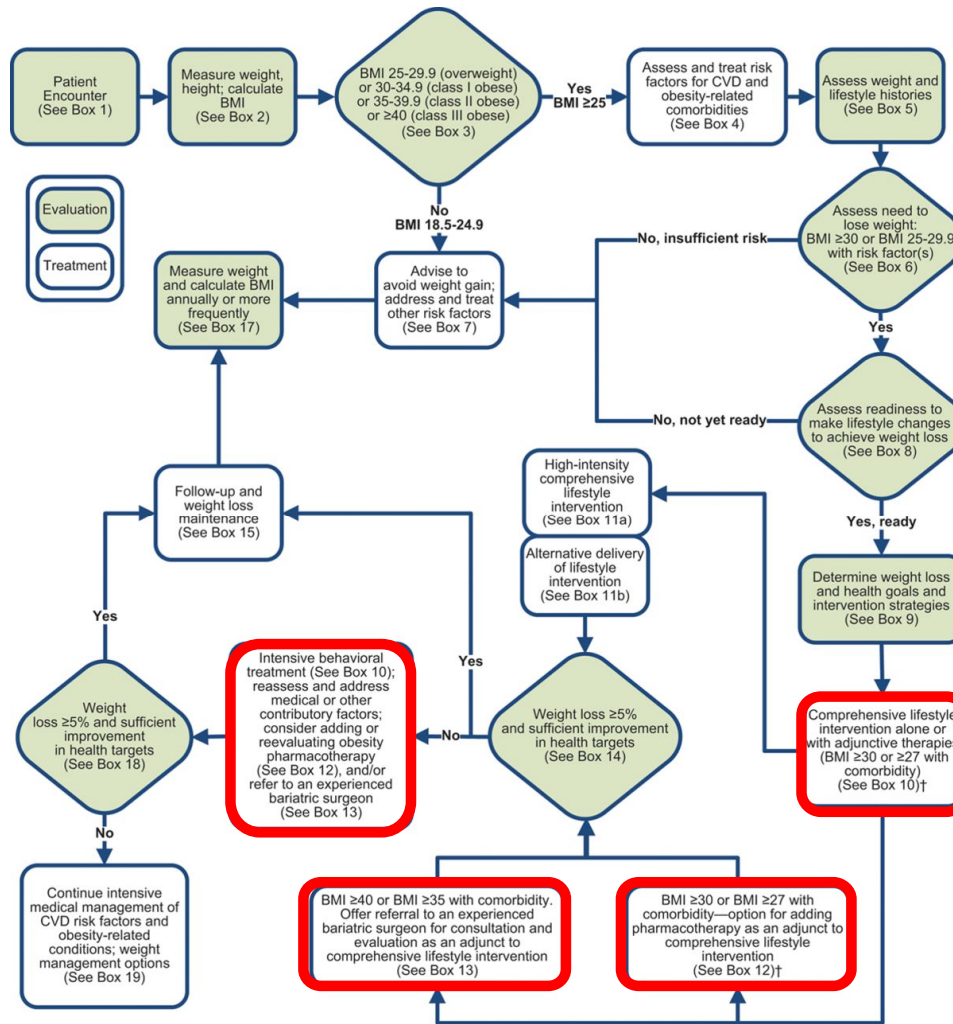 Patient
Encounter
(See Box 1)
Measure weight,
height; calculate
BMI
(See Box 2)
BMI 25-29.9 (overweight)
or 30-34.9 (class I obese)
or 35-39.9 (class II obese)
or ≥40 (class III obese)
(See Box 3)
Yes
BMI ≥25
Assess and treat risk
factors for CVD and
obesity-related
comorbidities
(See Box 4)
Assess weight and
lifestyle histories
(See Box 5)
Evaluation
Treatment
No
BMI 18.5-24.9
Assess need to
lose weight:
BMI ≥30 or BMI 25-29.9
with risk factor(s)
(See Box 6)
No, insufficient risk
Measure weight
and calculate BMI
annually or more
frequently
(See Box 17)
Advise to
avoid weight gain;
address and treat
other risk factors
(See Box 7)
Yes
No, not yet ready
Assess readiness to
make lifestyle changes
to achieve weight loss
(See Box 8)
Yes, ready
Follow-up and
weight loss
maintenance
(See Box 15)
High-intensity
comprehensive
lifestyle
intervention
(See Box 11a)
Alternative delivery
of lifestyle
intervention
(See Box 11b)
Determine weight loss
and health goals and
intervention strategies
(See Box 9)
Yes
Yes
Weight
loss ≥5% and sufficient
improvement
in health targets
(See Box 18)
Intensive behavioral
treatment (See Box 10);
reassess and address
medical or other
contributory factors;
consider adding or
reevaluating obesity
pharmacotherapy
(See Box 12), and/or
refer to an experienced
bariatric surgeon
(See Box 13)
No
Weight loss ≥5%
and sufficient improvement
in health targets
(See Box 14)
Comprehensive lifestyle
intervention alone or
with adjunctive therapies
(BMI ≥30 or ≥27 with
comorbidity)
(See Box 10)†
No
Continue intensive
medical management of
CVD risk factors and
obesity-related
conditions; weight
management options
(See Box 19)
BMI ≥40 or BMI ≥35 with comorbidity.
Offer referral to an experienced
bariatric surgeon for consultation and
evaluation as an adjunct to
comprehensive lifestyle intervention
(See Box 13)
BMI ≥30 or BMI ≥27 with
comorbidity—option for adding
pharmacotherapy as an adjunct to
comprehensive lifestyle
intervention
(See Box 12)†